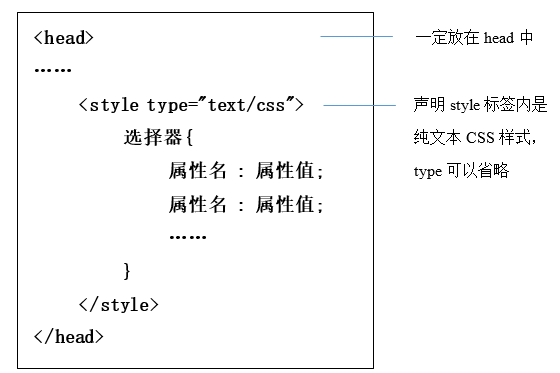 <head>
一定放在 head 中
……
<style type="text/css">
声明 style 标签内是
选择器{
纯文本 CSS 样式，
属性名 : 属性值;
type 可以省略
属性名 : 属性值;
……
}
</style>
</head>